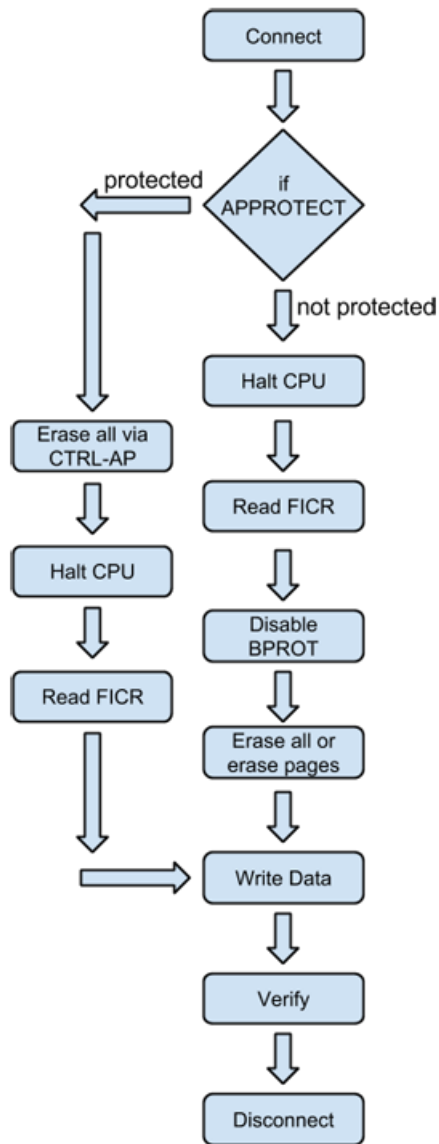 Connect
protected
if
APPROTECT
not protected
Halt CPU
Erase all via
CTRL-AP
Read FICR
Halt CPU
Disable
BPROT
Read FICR
Erase all or
erase pages
Write Data
Verify
Disconnect